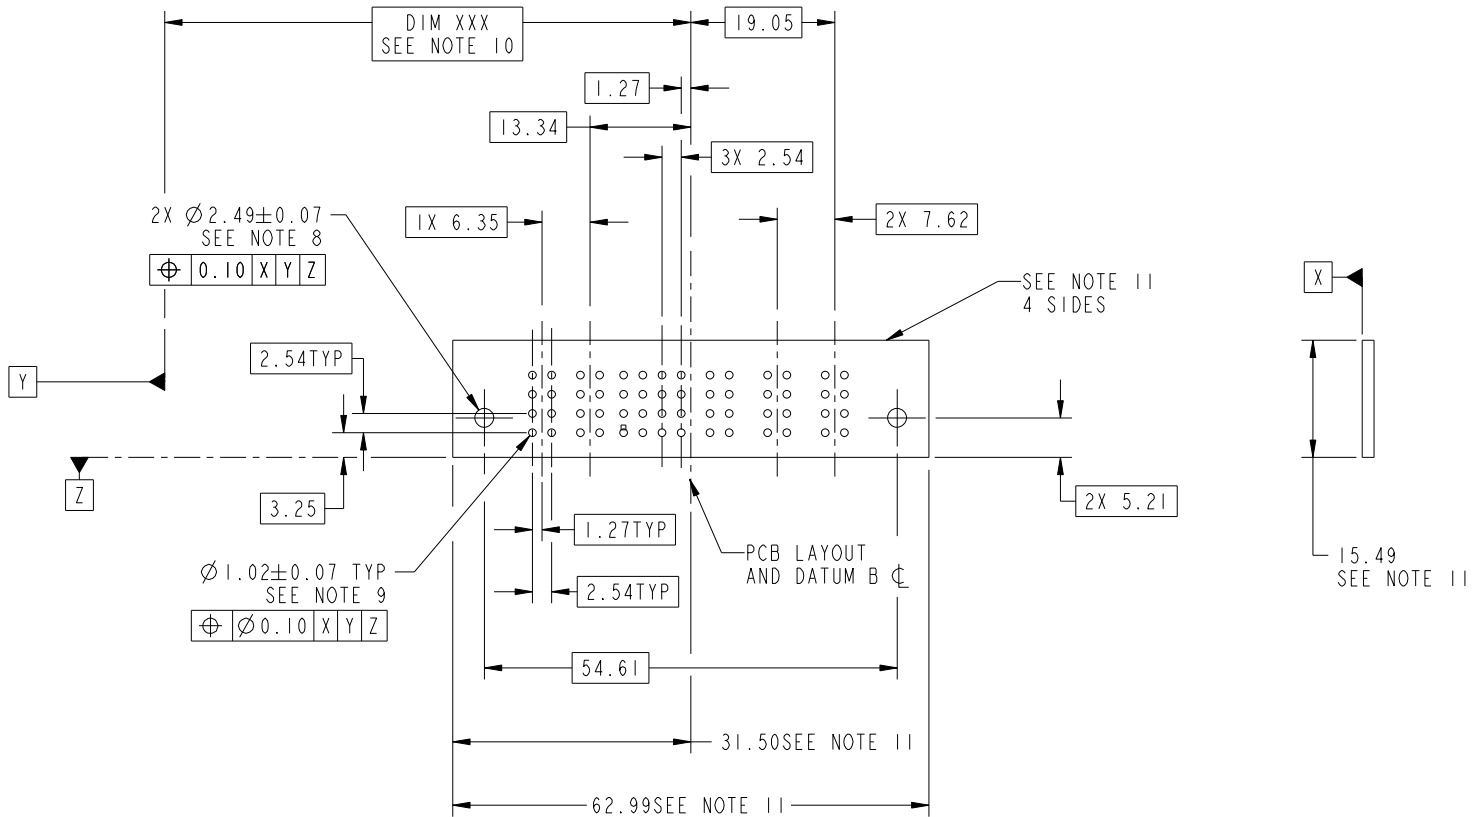 DIM XXX
SEE NOTE 10
19.05
1.27
13.34
3X 2.54
2X Ø2.49±0.07
SEE NOTE 8
⌖ 0.10 X Y Z
1X 6.35
2X 7.62
SEE NOTE 11
4 SIDES
X
2.54TYP
Y
Z
3.25
2X 5.21
1.27TYP
PCB LAYOUT
AND DATUM B ℄
15.49
SEE NOTE 11
Ø1.02±0.07 TYP
SEE NOTE 9
⌖ Ø0.10 X Y Z
2.54TYP
54.61
31.50SEE NOTE 11
62.99SEE NOTE 11